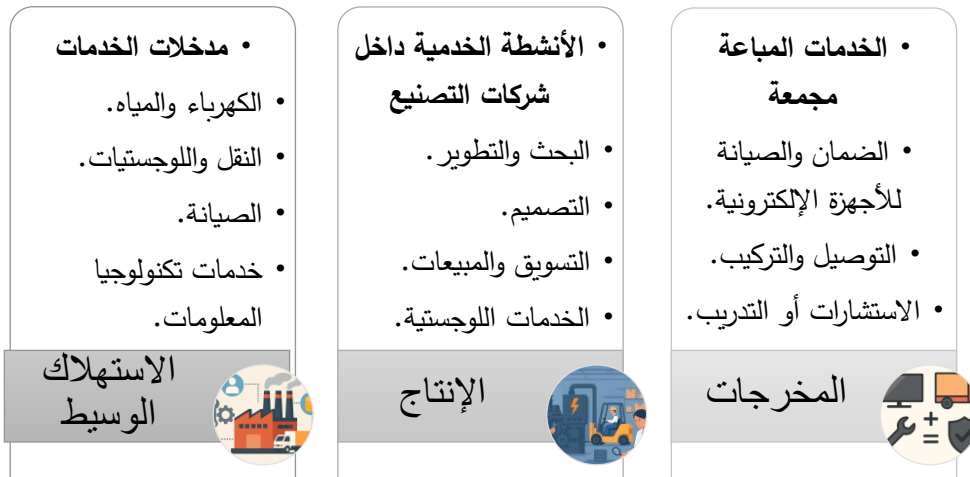 • الخدمات المباعة
مجمعة
• الضمان والصيانة
للأجهزة الإلكترونية.
• التوصيل والتركيب.
• الاستشارات أو التدريب.
المخرجات
• الأنشطة الخدمية داخل
شركات التصنيع
• البحث والتطوير.
• التصميم.
• التسويق والمبيعات.
• الخدمات اللوجستية.
الإنتاج
• مدخلات الخدمات
• الكهرباء والمياه.
• النقل واللوجستيات.
• الصيانة.
• خدمات تكنولوجيا
المعلومات.
الاستهلاك
الوسيط